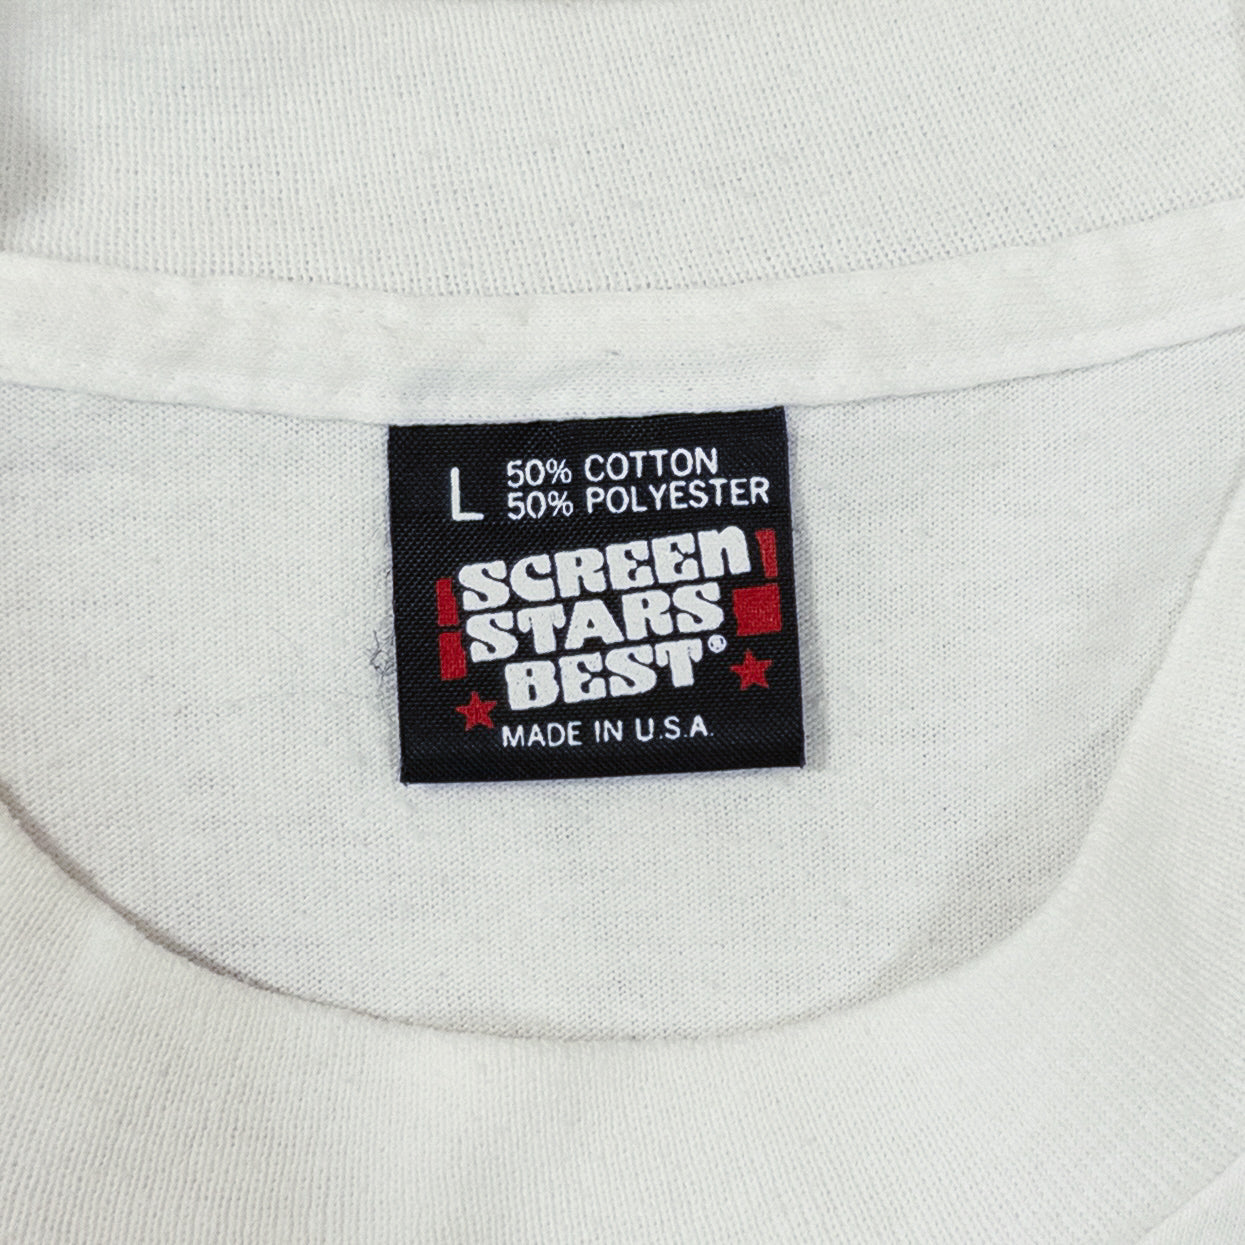 L 50% COTTON
50% POLYESTER
SCREEN
STARS
BEST®
MADE IN U.S.A.